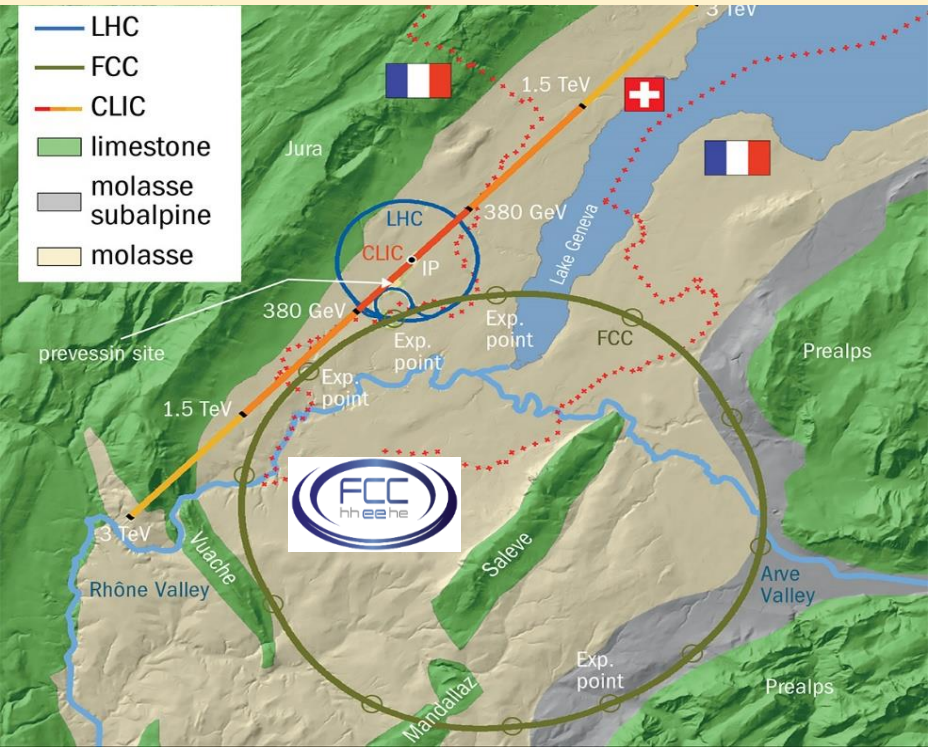 LHC
FCC
CLIC
limestone
molasse
subalpine
molasse
3 TeV
1.5 TeV
Jura
LHC
380 GeV
CLIC
IP
Lake Geneva
380 GeV
Exp.
point
FCC
prevessin site
Exp.
point
Prealps
Exp.
point
1.5 TeV
FCC
hh ee he
3 TeV
Vuache
Saleve
Rhône Valley
Arve
Valley
Exp.
point
Mandallaz
Prealps